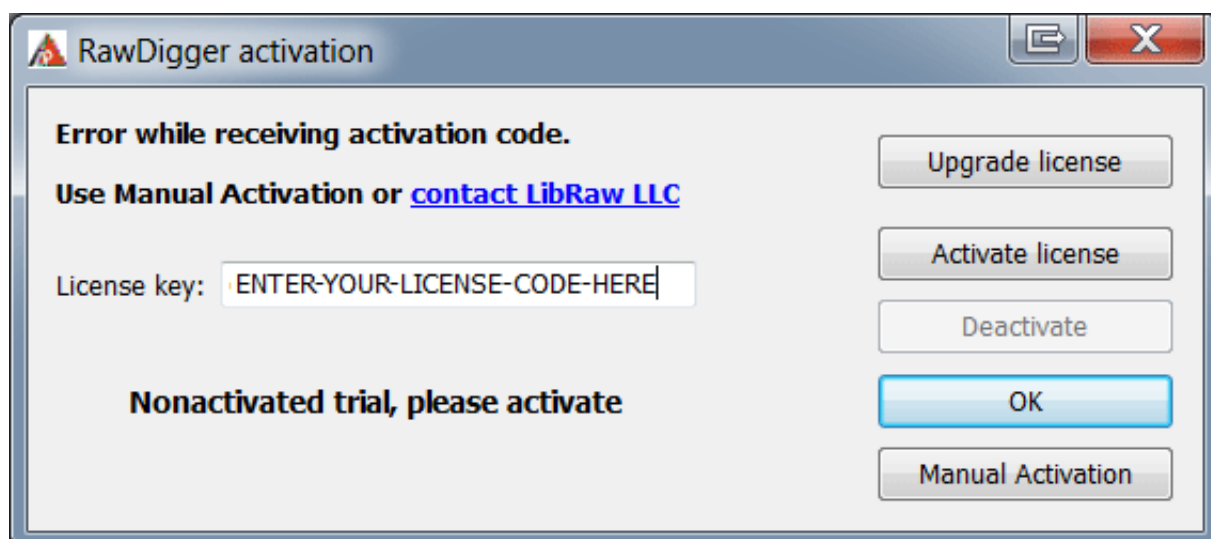 RawDigger activation
Error while receiving activation code.
Use Manual Activation or contact LibRaw LLC
License key: ENTER-YOUR-LICENSE-CODE-HERE
Nonactivated trial, please activate
Upgrade license
Activate license
Deactivate
OK
Manual Activation